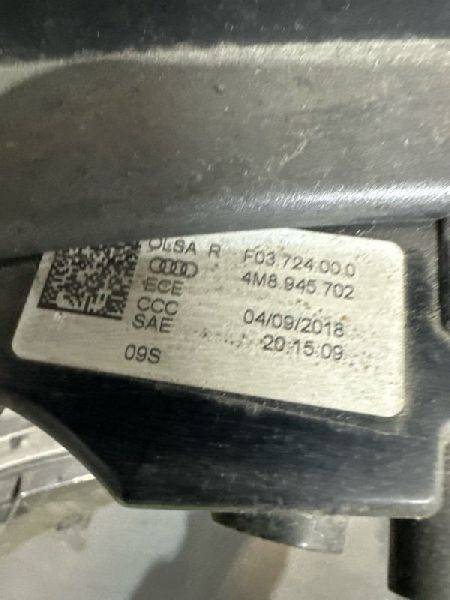 OLSA R F03.724.00.0
4M8.945.702
ECE
CCC 04/09/2018
SAE 20:15:09
09S